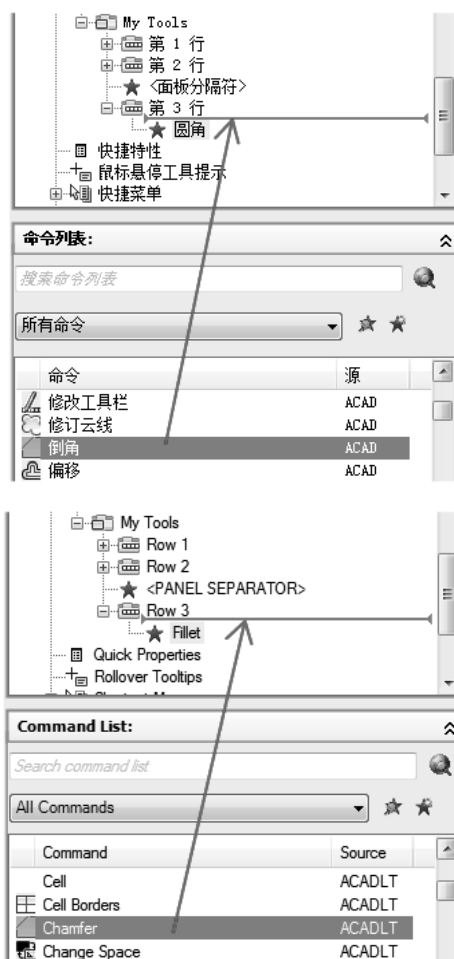 My Tools
第 1 行
第 2 行
<面板分隔符>
第 3 行
圆角
快捷特性
鼠标悬停工具提示
快捷菜单
命令列表:
搜索命令列表
所有命令
命令 源
修改工具栏 ACAD
修订云线 ACAD
倒角 ACAD
偏移 ACAD
My Tools
Row 1
Row 2
<PANEL SEPARATOR>
Row 3
Fillet
Quick Properties
Rollover Tooltips
Command List:
Search command list
All Commands
Command Source
Cell ACADLT
Cell Borders ACADLT
Chamfer ACADLT
Change Space ACADLT